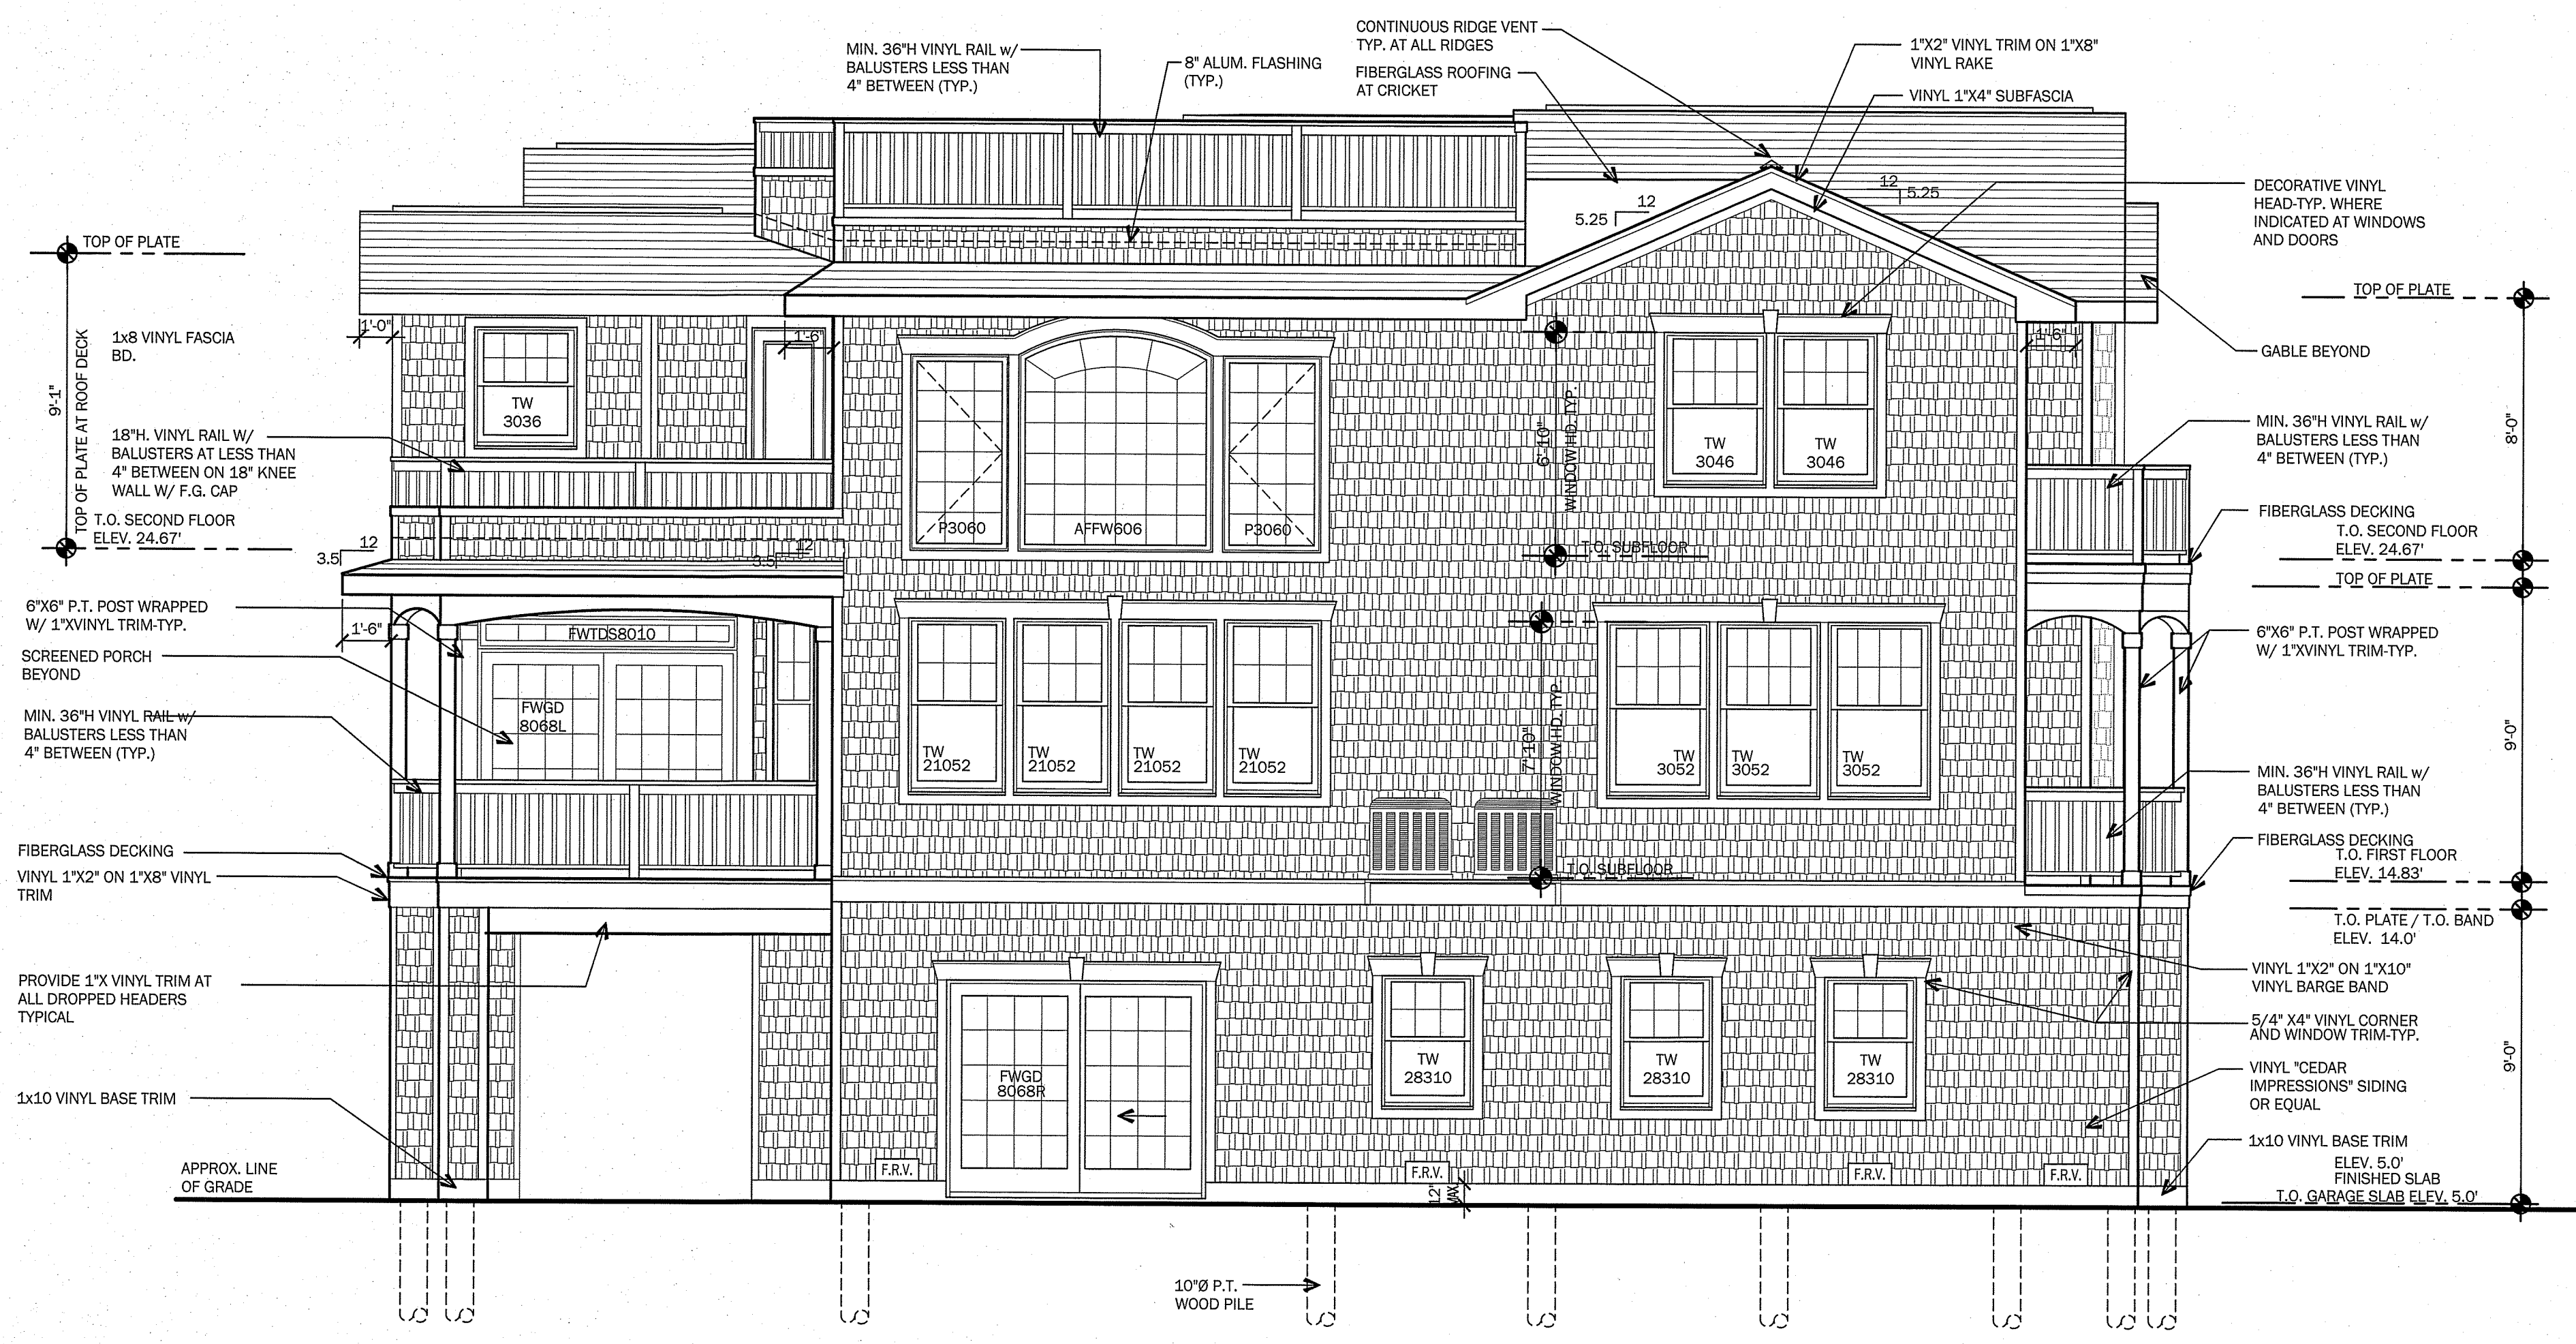 MIN. 36"H VINYL RAIL w/
BALUSTERS LESS THAN
4" BETWEEN (TYP.)
8" ALUM. FLASHING
(TYP.)
CONTINUOUS RIDGE VENT
TYP. AT ALL RIDGES
FIBERGLASS ROOFING
AT CRICKET
1"X2" VINYL TRIM ON 1"X8"
VINYL RAKE
VINYL 1"X4" SUBFASCIA
DECORATIVE VINYL
HEAD-TYP. WHERE
INDICATED AT WINDOWS
AND DOORS
12
5.25
12
5.25
TOP OF PLATE
9'-1"
TOP OF PLATE AT ROOF DECK
1x8 VINYL FASCIA
BD.
1'-0"
1'-6"
18"H. VINYL RAIL W/
BALUSTERS AT LESS THAN
4" BETWEEN ON 18" KNEE
WALL W/ F.G. CAP
T.O. SECOND FLOOR
ELEV. 24.67'
12
3.5
12
3.5
6"X6" P.T. POST WRAPPED
W/ 1"XVINYL TRIM-TYP.
1'-6"
SCREENED PORCH
BEYOND
MIN. 36"H VINYL RAIL w/
BALUSTERS LESS THAN
4" BETWEEN (TYP.)
FIBERGLASS DECKING
VINYL 1"X2" ON 1"X8" VINYL
TRIM
PROVIDE 1"X VINYL TRIM AT
ALL DROPPED HEADERS
TYPICAL
1x10 VINYL BASE TRIM
APPROX. LINE
OF GRADE
TW
3036
P3060
AFFW606
P3060
TW
3046
TW
3046
6'-10"
WINDOW HD. TYP.
T.O. SUBFLOOR
FWTDS8010
FWGD
8068L
TW
21052
TW
21052
TW
21052
TW
21052
7'-10"
WINDOW HD. TYP.
TW
3052
TW
3052
TW
3052
T.O. SUBFLOOR
FWGD
8068R
TW
28310
TW
28310
TW
28310
F.R.V.
F.R.V.
F.R.V.
F.R.V.
12"
MAX.
10"Ø P.T.
WOOD PILE
1'-6"
TOP OF PLATE
GABLE BEYOND
8'-0"
MIN. 36"H VINYL RAIL w/
BALUSTERS LESS THAN
4" BETWEEN (TYP.)
FIBERGLASS DECKING
T.O. SECOND FLOOR
ELEV. 24.67'
TOP OF PLATE
6"X6" P.T. POST WRAPPED
W/ 1"XVINYL TRIM-TYP.
9'-0"
MIN. 36"H VINYL RAIL w/
BALUSTERS LESS THAN
4" BETWEEN (TYP.)
FIBERGLASS DECKING
T.O. FIRST FLOOR
ELEV. 14.83'
T.O. PLATE / T.O. BAND
ELEV. 14.0'
VINYL 1"X2" ON 1"X10"
VINYL BARGE BAND
5/4" X4" VINYL CORNER
AND WINDOW TRIM-TYP.
9'-0"
VINYL "CEDAR
IMPRESSIONS" SIDING
OR EQUAL
1x10 VINYL BASE TRIM
ELEV. 5.0'
FINISHED SLAB
T.O. GARAGE SLAB ELEV. 5.0'